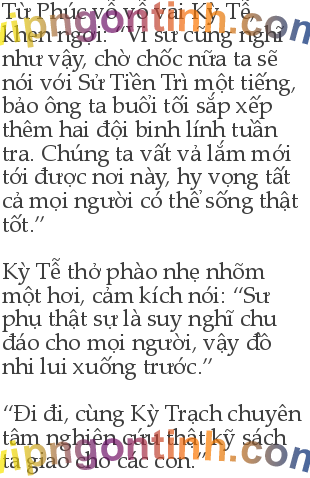 Từ Phúc vỗ vỗ vai Kỳ Tễ
khen ngợi: “Vi sư cũng nghĩ
như vậy, chờ chốc nữa ta sẽ
nói với Sử Tiền Trì một tiếng,
bảo ông ta buổi tối sắp xếp
thêm hai đội binh lính tuần
tra. Chúng ta vất vả lắm mới
tới được nơi này, hy vọng tất
cả mọi người có thể sống thật
tốt.”
Kỳ Tễ thở phào nhẹ nhõm
một hơi, cảm kích nói: “Sư
phụ thật sự là suy nghĩ chu
đáo cho mọi người, vậy đồ
nhi lui xuống trước.”
“Đi đi, cùng Kỳ Trạch chuyên
tâm nghiên cứu thật kỹ sách
ta giao cho các con.”
vipngontinh.com
vipngontinh.com